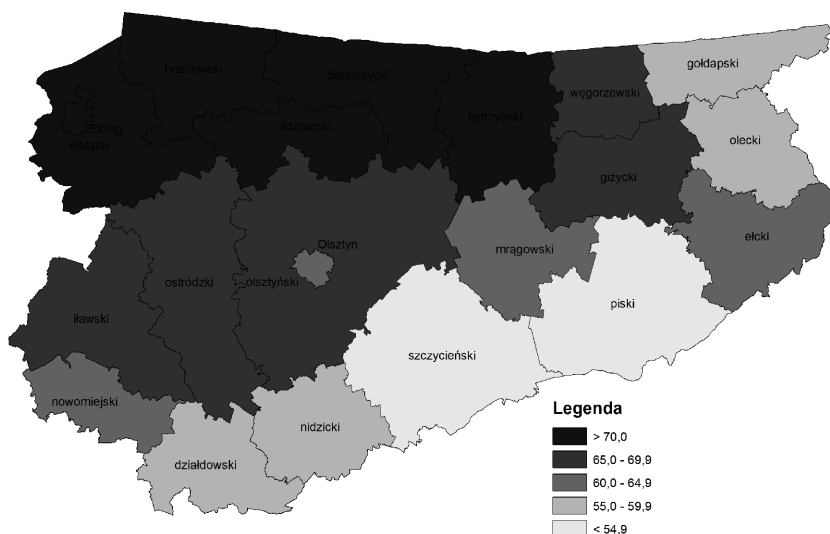 gołdapski
braniewski
bartoszycki
węgorzewski
kętrzyński
Elbląg
lidzbarski
elbląski
olecki
giżycki
ełcki
Olsztyn
mrągowski
ostródzki
olsztyński
piski
iławski
szczycieński
nowomiejski
nidzicki
działdowski
Legenda
> 70,0
65,0 - 69,9
60,0 - 64,9
55,0 - 59,9
< 54,9